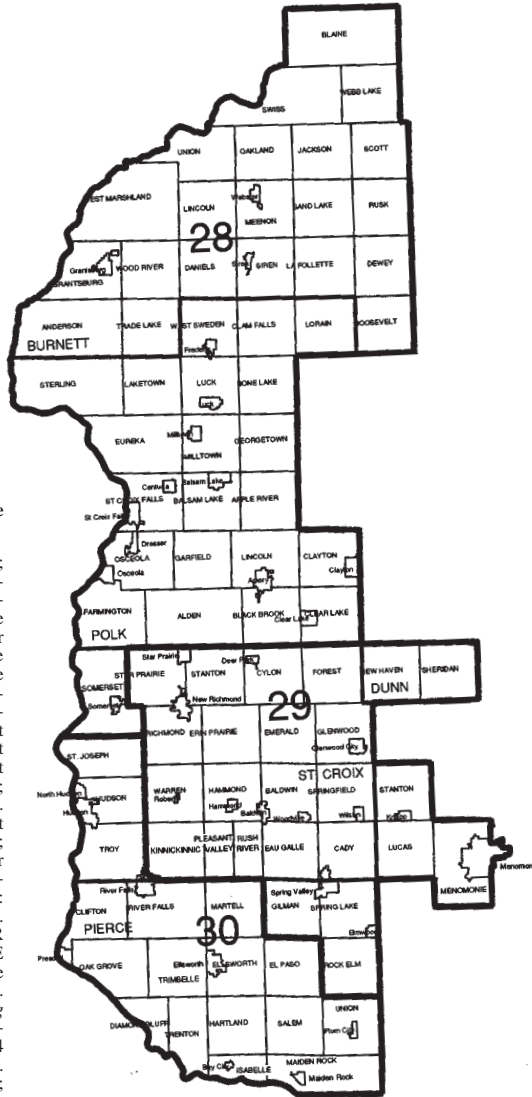 BLAINE
WEBB LAKE
SWISS
UNION OAKLAND JACKSON SCOTT
WEST MARSHLAND
LINCOLN Webster MEENON SAND LAKE RUSK
28
Grantsburg WOOD RIVER DANIELS Siren SIREN LA FOLLETTE DEWEY
GRANTSBURG
ANDERSON TRADE LAKE WEST SWEDEN CLAM FALLS LORAIN ROOSEVELT
BURNETT
Frederic
STERLING LAKETOWN LUCK BONE LAKE
Luck
EUREKA Milltown GEORGETOWN
MILLTOWN
Centuria Balsam Lake
ST CROIX FALLS BALSAM LAKE APPLE RIVER
St Croix Falls
Dresser
OSCEOLA GARFIELD LINCOLN CLAYTON
Osceola Amery Clayton
FARMINGTON ALDEN BLACK BROOK CLEAR LAKE
Clear Lake
POLK
Star Prairie Deer Park
STAR PRAIRIE STANTON CYLON FOREST NEW HAVEN SHERIDAN
SOMERSET DUNN
Somerset New Richmond
29
RICHMOND ERIN PRAIRIE EMERALD GLENWOOD
ST. JOSEPH Glenwood City
ST. CROIX
North Hudson HUDSON WARREN HAMMOND BALDWIN SPRINGFIELD STANTON
Hudson Roberts Hammond Baldwin Woodville Wilson Knapp
TROY KINNICKINNIC PLEASANT VALLEY RUSH RIVER EAU GALLE CADY LUCAS
Menomonie
MENOMONIE
River Falls Spring Valley
CLIFTON RIVER FALLS MARTELL GILMAN SPRING LAKE
PIERCE 30
Elmwood
Prescott
OAK GROVE Ellsworth ELLSWORTH EL PASO ROCK ELM
TRIMBELLE
UNION
DIAMOND BLUFF TRENTON HARTLAND SALEM Plum City
Bay City ISABELLE MAIDEN ROCK
Maiden Rock